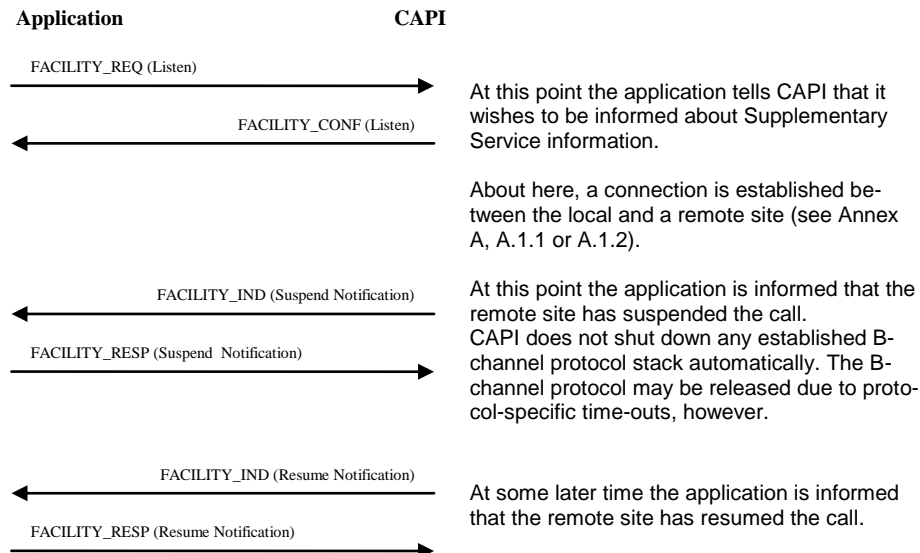 Application CAPI
FACILITY_REQ (Listen)
FACILITY_CONF (Listen)
At this point the application tells CAPI that it
wishes to be informed about Supplementary
Service information.
About here, a connection is established be-
tween the local and a remote site (see Annex
A, A.1.1 or A.1.2).
FACILITY_IND (Suspend Notification)
FACILITY_RESP (Suspend Notification)
At this point the application is informed that the
remote site has suspended the call.
CAPI does not shut down any established B-
channel protocol stack automatically. The B-
channel protocol may be released due to proto-
col-specific time-outs, however.
FACILITY_IND (Resume Notification)
FACILITY_RESP (Resume Notification)
At some later time the application is informed
that the remote site has resumed the call.